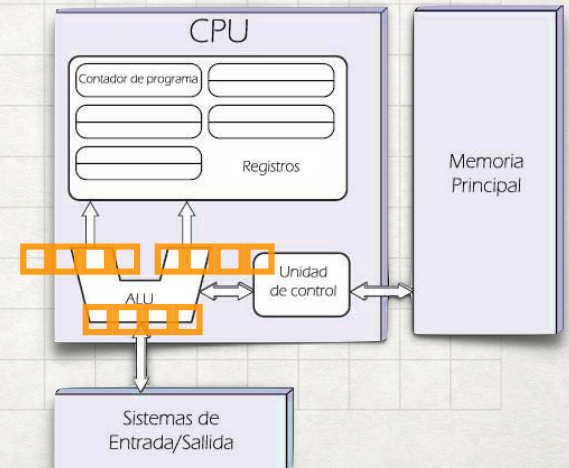 CPU
Contador de programa
Registros
Memoria
Principal
ALU
Unidad
de control
Sistemas de
Entrada/Sallida